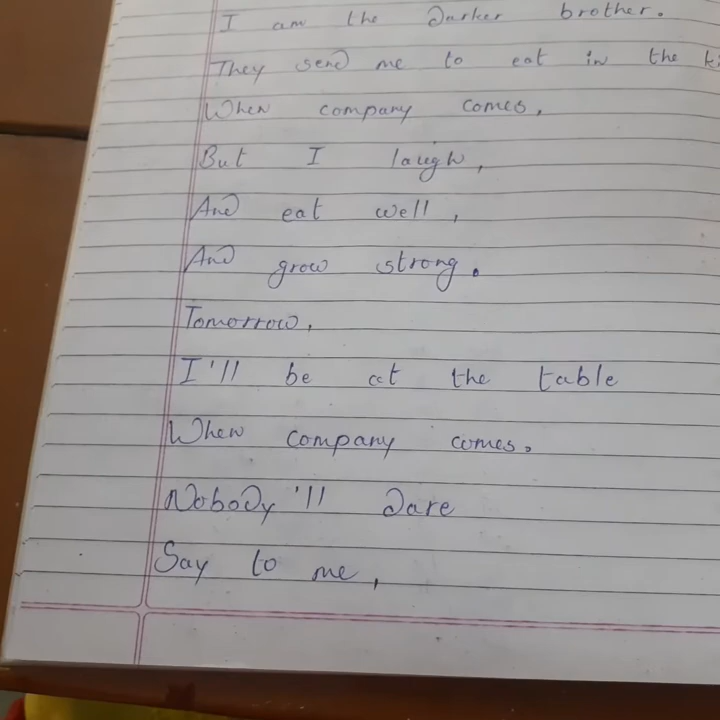 I am the darker brother.
They send me to eat in the
When company comes,
But I laugh,
And eat well,
And grow strong.
Tomorrow,
I'll be at the table
When company comes.
Nobody'll dare
Say to me,